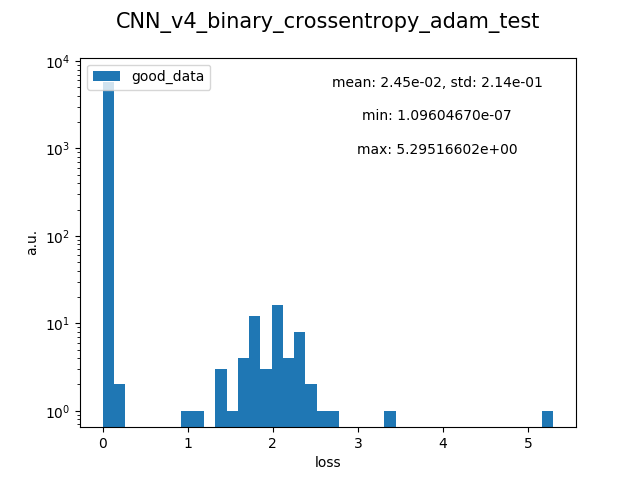 CNN_v4_binary_crossentropy_adam_test
good_data
mean: 2.45e-02, std: 2.14e-01
min: 1.09604670e-07
max: 5.29516602e+00
10⁴
10³
10²
10¹
10⁰
a.u.
0 1 2 3 4 5
loss